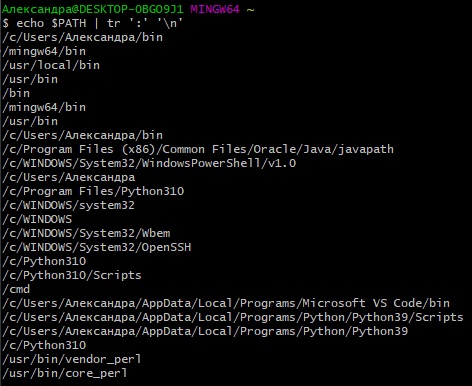 Александра@DESKTOP-OBGO9J1 MINGW64 ~
$ echo $PATH | tr ':' '\n'
/c/Users/Александра/bin
/mingw64/bin
/usr/local/bin
/usr/bin
/bin
/mingw64/bin
/usr/bin
/c/Users/Александра/bin
/c/Program Files (x86)/Common Files/Oracle/Java/javapath
/c/WINDOWS/System32/WindowsPowerShell/v1.0
/c/Users/Александра
/c/Program Files/Python310
/c/WINDOWS/system32
/c/WINDOWS
/c/WINDOWS/System32/Wbem
/c/WINDOWS/System32/OpenSSH
/c/Python310
/c/Python310/Scripts
/cmd
/c/Users/Александра/AppData/Local/Programs/Microsoft VS Code/bin
/c/Users/Александра/AppData/Local/Programs/Python/Python39/Scripts
/c/Users/Александра/AppData/Local/Programs/Python/Python39
/c/Python310
/usr/bin/vendor_perl
/usr/bin/core_perl